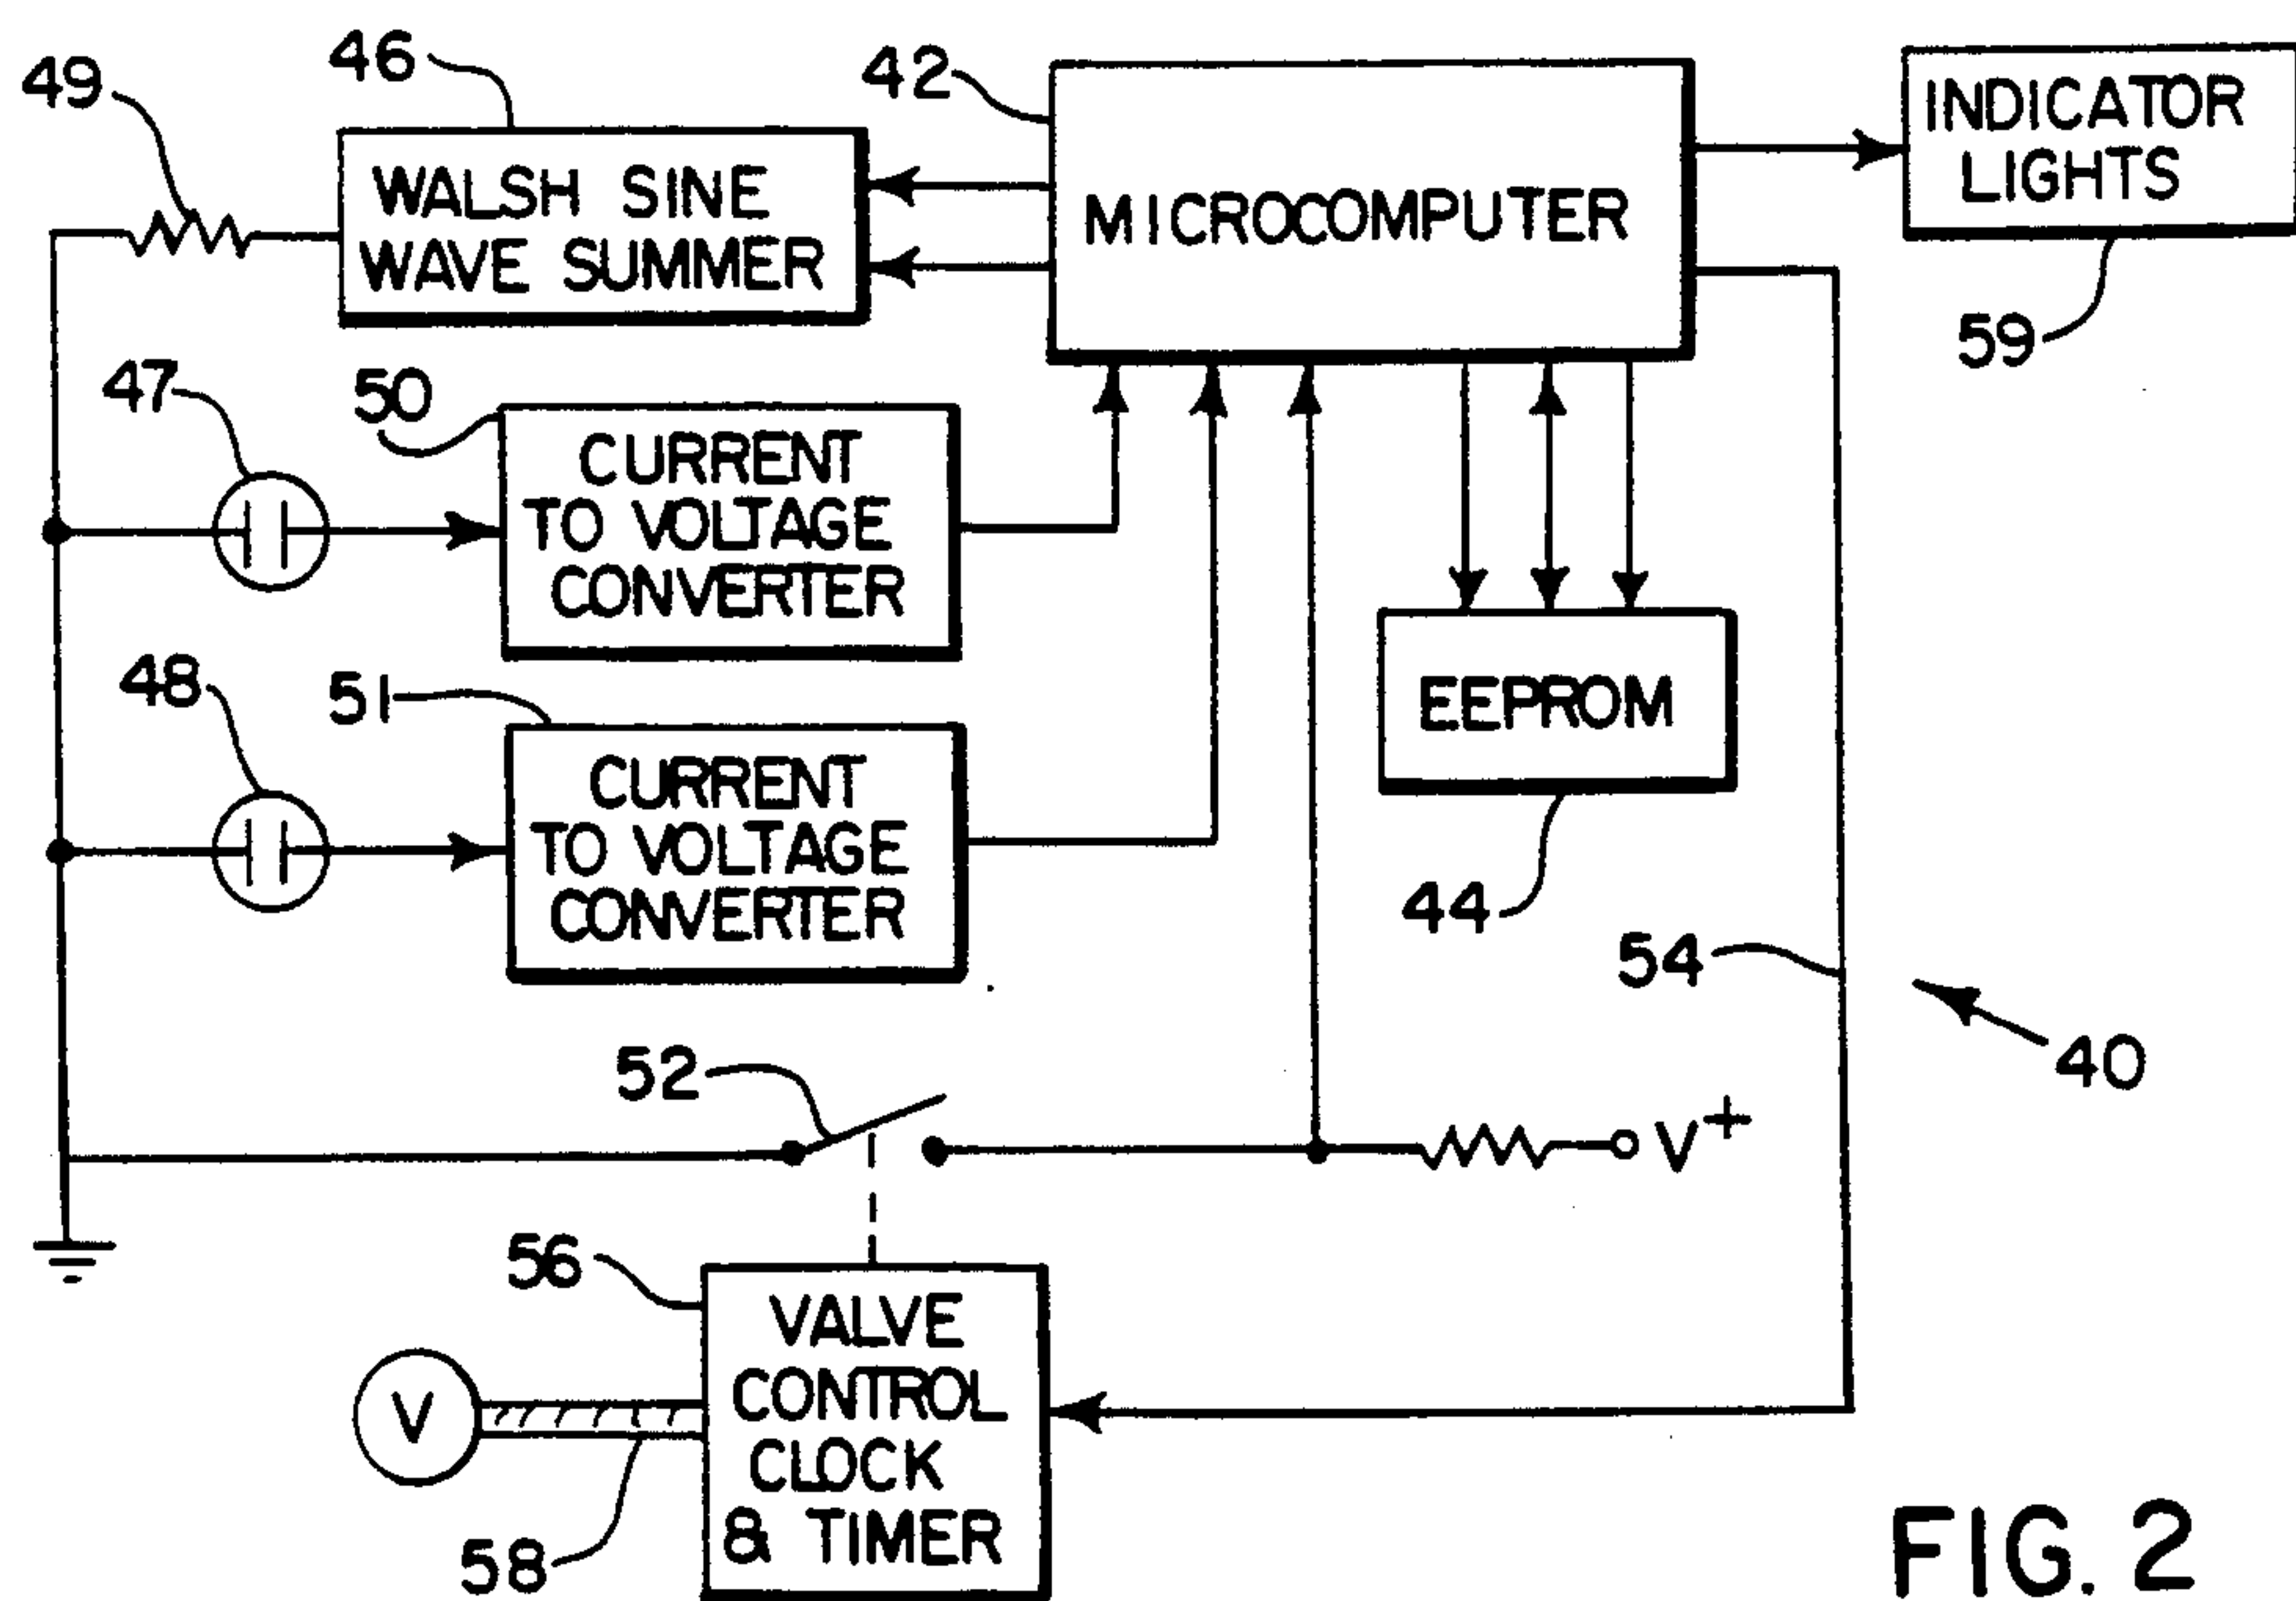 49
46
42
WALSH SINE
WAVE SUMMER
MICROCOMPUTER
INDICATOR
LIGHTS
59
47
50
CURRENT
TO VOLTAGE
CONVERTER
48
51
CURRENT
TO VOLTAGE
CONVERTER
EEPROM
44
54
40
52
V+
56
VALVE
CONTROL
CLOCK
& TIMER
V
58
FIG. 2